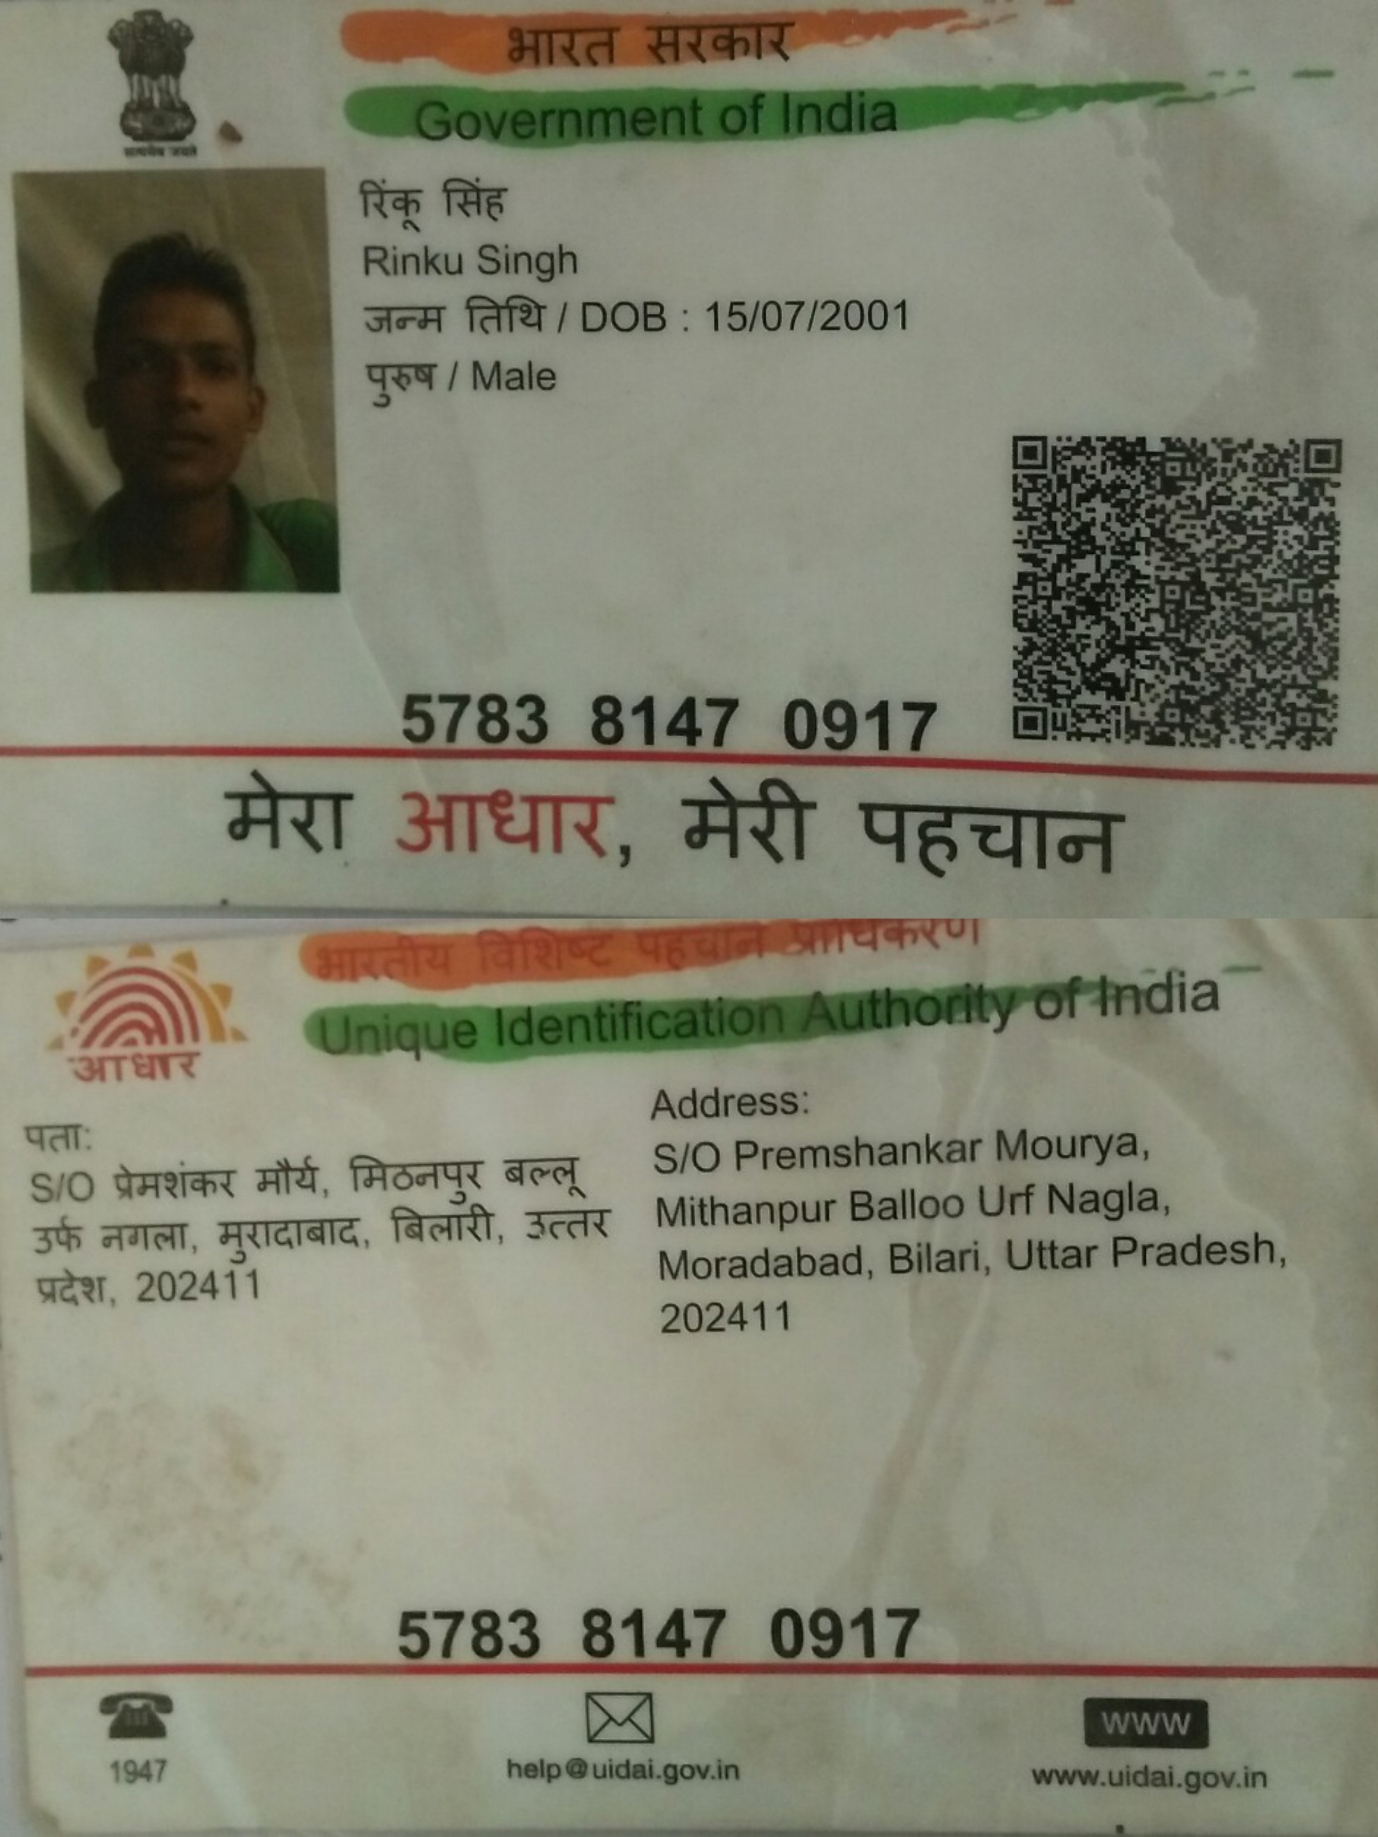 भारत सरकार
Government of India
सत्यमेव जयते
रिंकू सिंह
Rinku Singh
जन्म तिथि / DOB : 15/07/2001
पुरुष / Male
5783 8147 0917
मेरा आधार, मेरी पहचान
भारतीय विशिष्ट पहचान प्राधिकरण
Unique Identification Authority of India
आधार
पता:
S/O प्रेमशंकर मौर्य, मिठनपुर बल्लू
उर्फ नगला, मुरादाबाद, बिलारी, उत्तर
प्रदेश, 202411
Address:
S/O Premshankar Mourya,
Mithanpur Balloo Urf Nagla,
Moradabad, Bilari, Uttar Pradesh,
202411
5783 8147 0917
1947
help@uidai.gov.in
www
www.uidai.gov.in